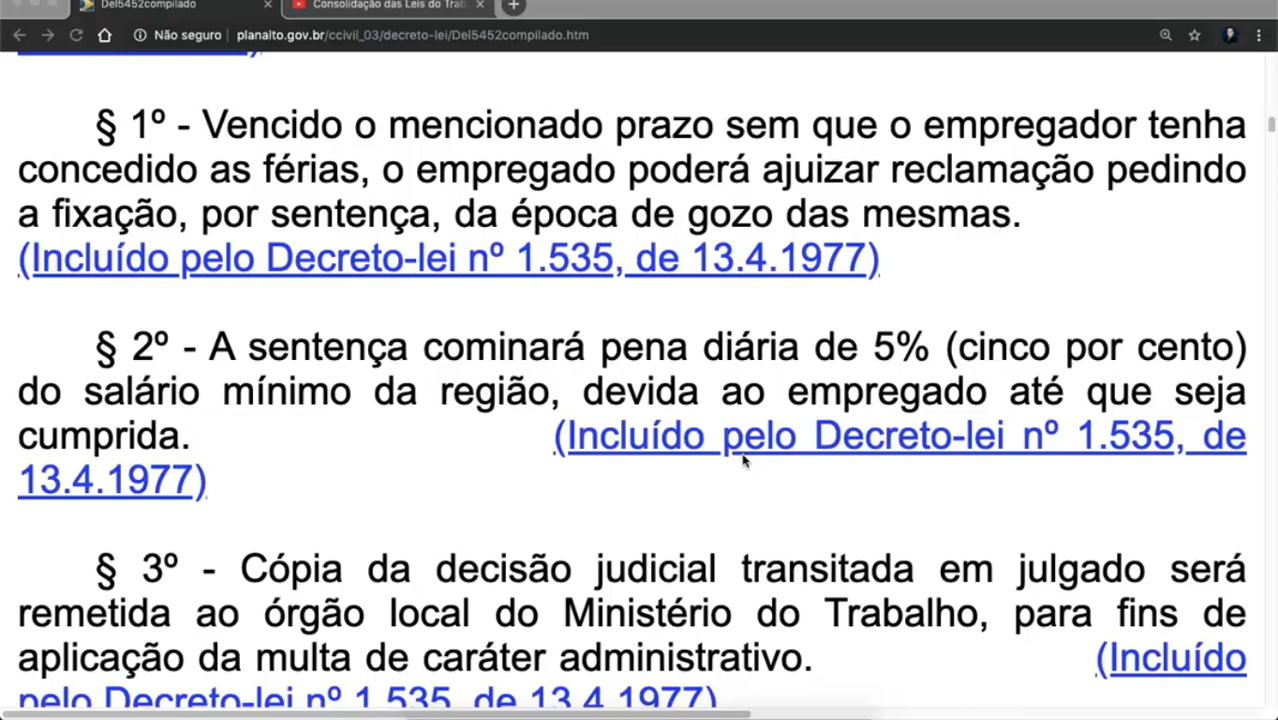 Del5452compilado
Consolidação das Leis do Trab
Não seguro planalto.gov.br/ccivil_03/decreto-lei/Del5452compilado.htm
§ 1º - Vencido o mencionado prazo sem que o empregador tenha
concedido as férias, o empregado poderá ajuizar reclamação pedindo
a fixação, por sentença, da época de gozo das mesmas.
(Incluído pelo Decreto-lei nº 1.535, de 13.4.1977)
§ 2º - A sentença cominará pena diária de 5% (cinco por cento)
do salário mínimo da região, devida ao empregado até que seja
cumprida. (Incluído pelo Decreto-lei nº 1.535, de
13.4.1977)
§ 3º - Cópia da decisão judicial transitada em julgado será
remetida ao órgão local do Ministério do Trabalho, para fins de
aplicação da multa de caráter administrativo. (Incluído
pelo Decreto-lei nº 1.535, de 13.4.1977)